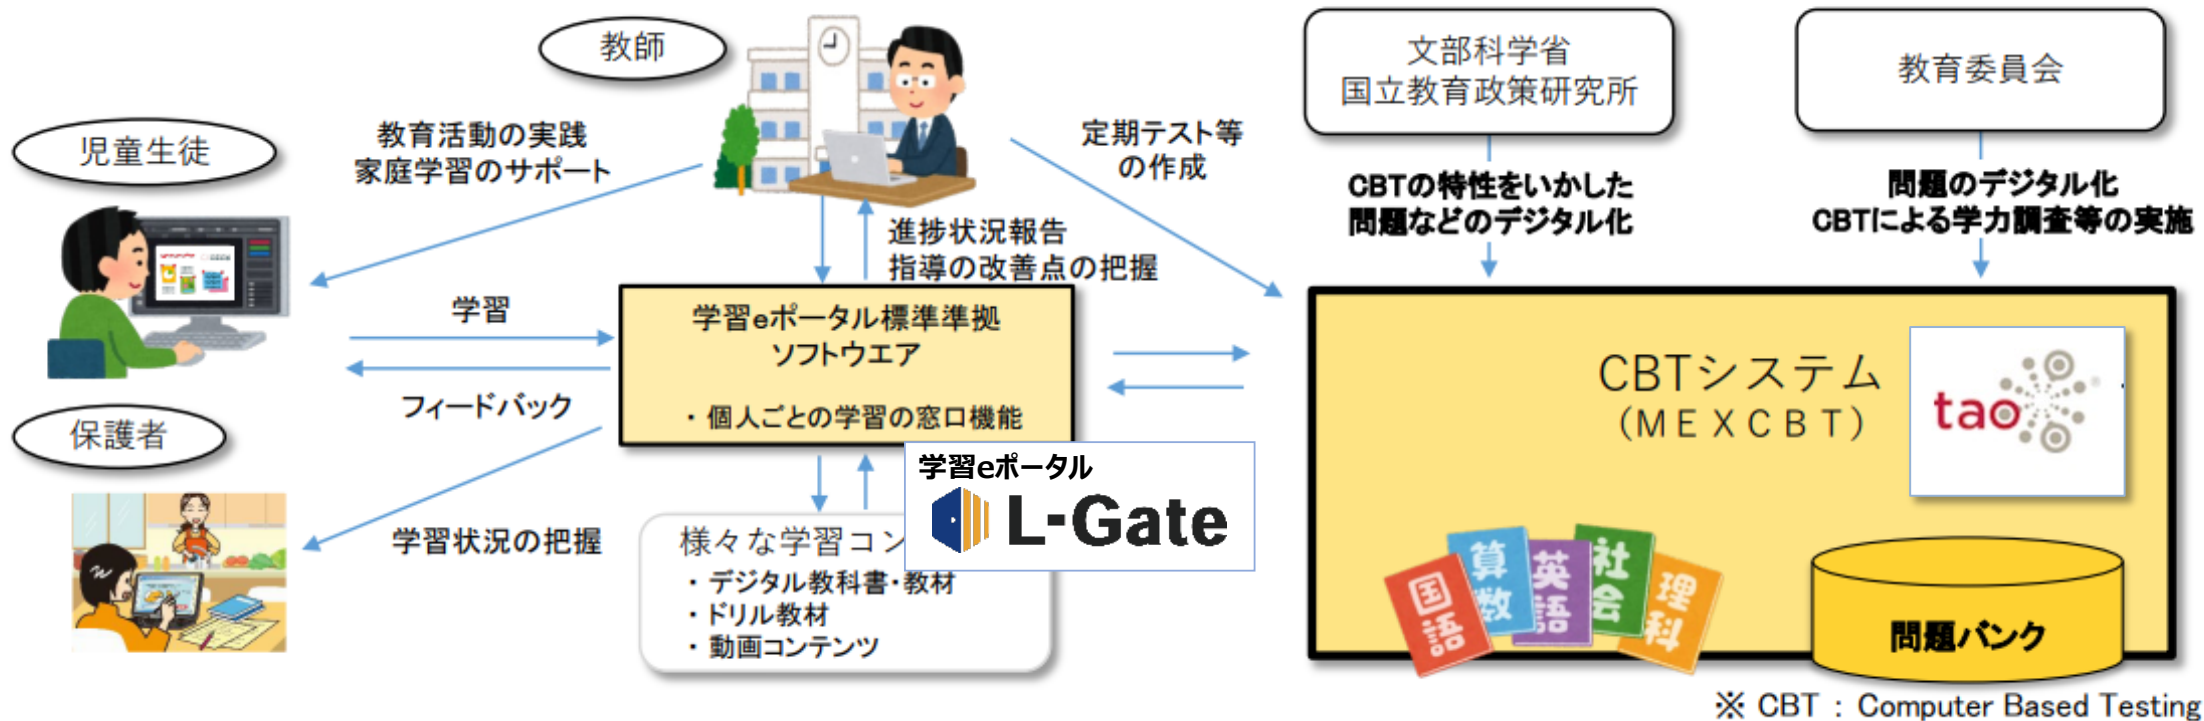 教師
児童生徒
教育活動の実践
家庭学習のサポート
定期テスト等
の作成
文部科学省
国立教育政策研究所
教育委員会
CBTの特性をいかした
問題などのデジタル化
問題のデジタル化
CBTによる学力調査等の実施
進捗状況報告
指導の改善点の把握
学習
フィードバック
学習eポータル標準準拠
ソフトウエア
・個人ごとの学習の窓口機能
保護者
学習状況の把握
学習eポータル
L-Gate
様々な学習コン
・デジタル教科書・教材
・ドリル教材
・動画コンテンツ
CBTシステム
(MEXCBT)
tao
国語
算数
英語
社会
理科
問題バンク
※ CBT : Computer Based Testing